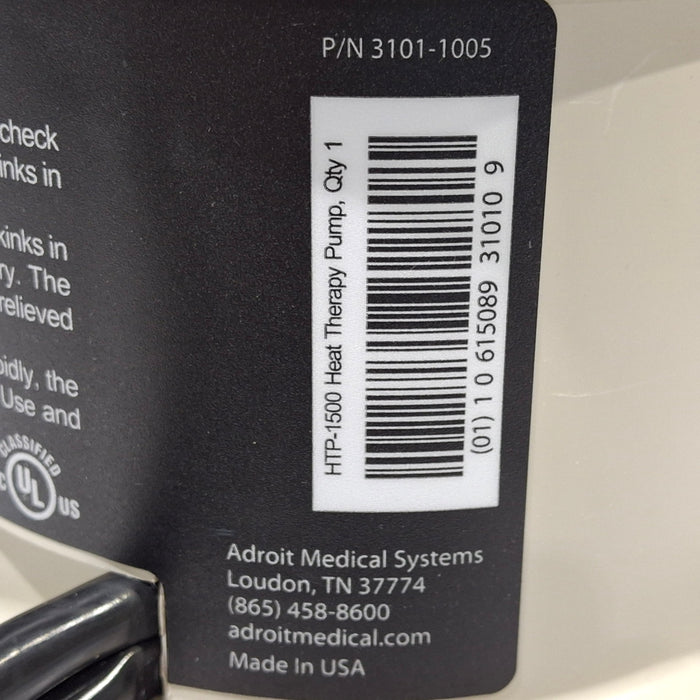 P/N 3101-1005
check
inks in
kinks in
ry. The
relieved
idly, the
Use and
CLASSIFIED
C UL US
HTP-1500 Heat Therapy Pump, Qty 1
(01) 1 0 615089 31010 9
Adroit Medical Systems
Loudon, TN 37774
(865) 458-8600
adroitmedical.com
Made In USA